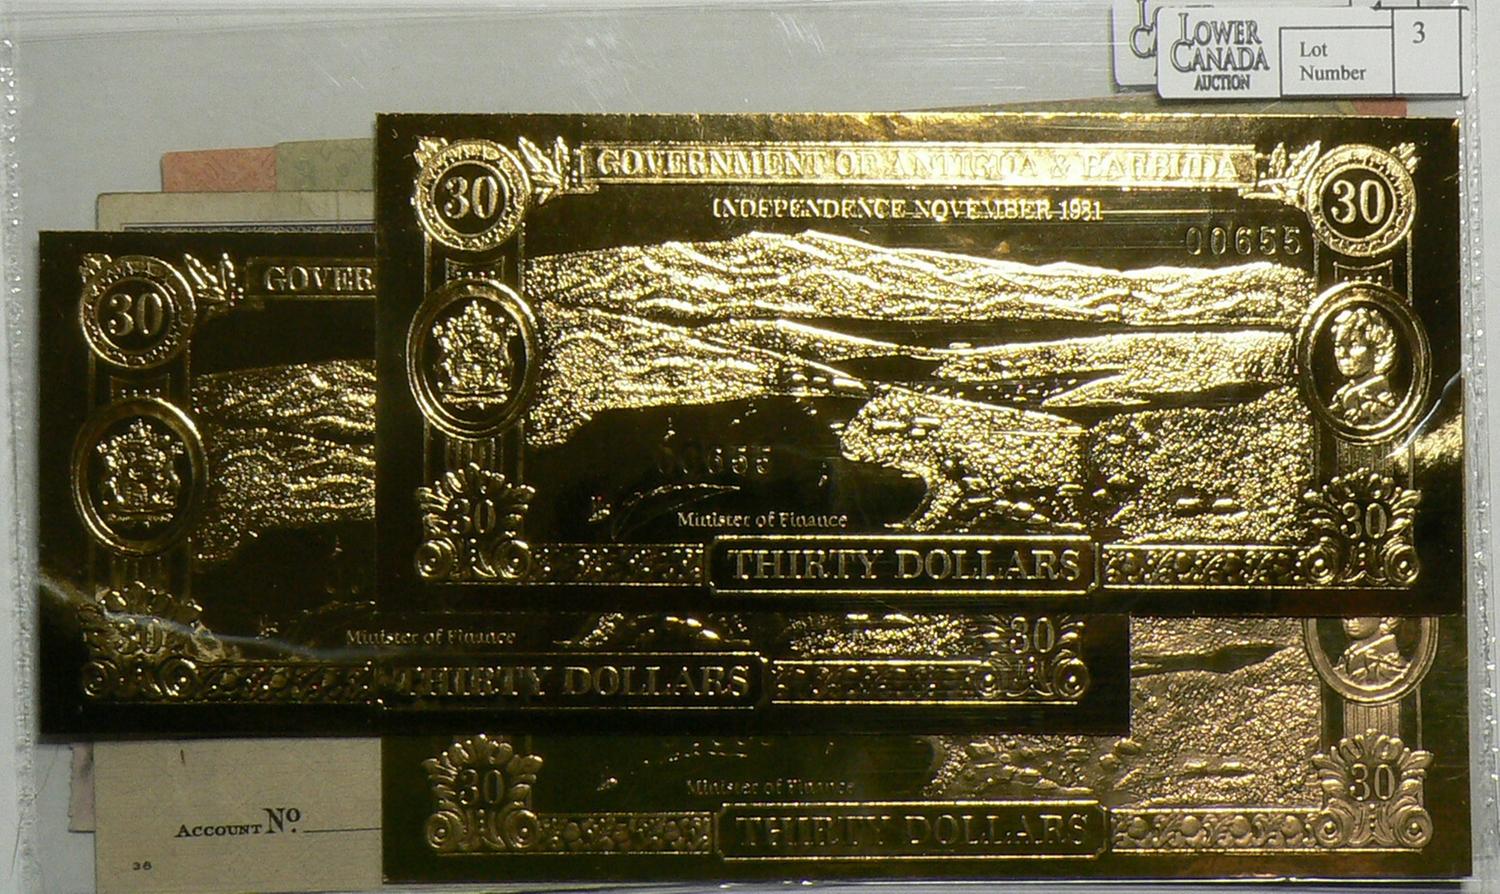 LOWER
CANADA
AUCTION
Lot
Number
3
30
GOVERNMENT OF ANTIGUA & BARBUDA
30
INDEPENDENCE NOVEMBER 1981
00655
00655
Minister of Finance
30
THIRTY DOLLARS
30
30
GOVER
Minister of Finance
30
30
THIRTY DOLLARS
Minister of Finance
30
THIRTY DOLLARS
30
ACCOUNT No.
38